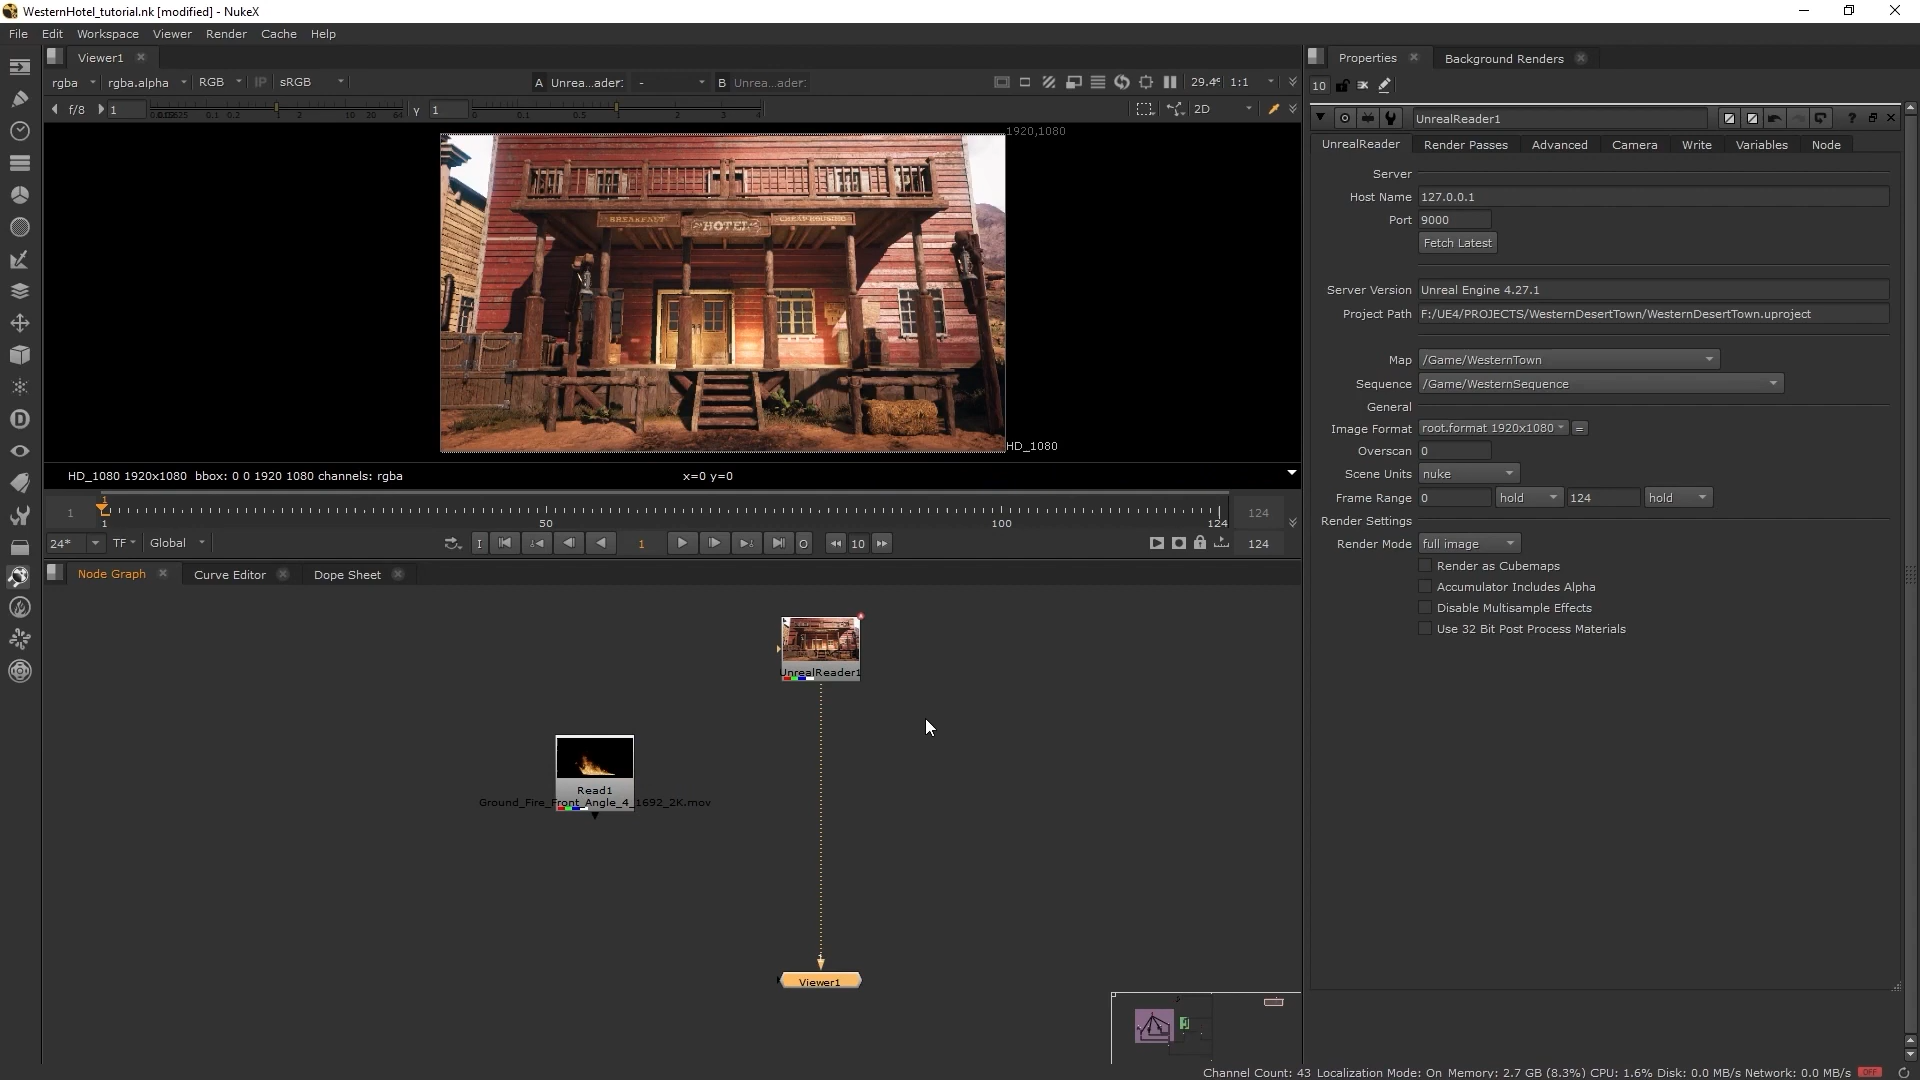 WesternHotel_tutorial.nk [modified] - NukeX
File Edit Workspace Viewer Render Cache Help
Viewer1
rgba rgba.alpha RGB IP sRGB A Unrea...ader: - B Unrea...ader: 1:1
f/8 1 γ 1 2D
1920,1080
BREAKFAST HOTEL CHEAP HOUSING
HD_1080
HD_1080 1920x1080 bbox: 0 0 1920 1080 channels: rgba x=0 y=0
1 1 124
1 50 100 124
24* TF Global I 1 O 10 124
Node Graph Curve Editor Dope Sheet
UnrealReader1
Read1
Ground_Fire_Front_Angle_4_1692_2K.mov
Viewer1
Properties Background Renders
10
UnrealReader1
UnrealReader Render Passes Advanced Camera Write Variables Node
Server
Host Name 127.0.0.1
Port 9000
Fetch Latest
Server Version Unreal Engine 4.27.1
Project Path F:/UE4/PROJECTS/WesternDesertTown/WesternDesertTown.uproject
Map /Game/WesternTown
Sequence /Game/WesternSequence
General
Image Format root.format 1920x1080 =
Overscan 0
Scene Units nuke
Frame Range 0 hold 124 hold
Render Settings
Render Mode full image
Render as Cubemaps
Accumulator Includes Alpha
Disable Multisample Effects
Use 32 Bit Post Process Materials
Channel Count: 43 Localization Mode: On Memory: 2.7 GB (8.3%) CPU: 1.6% Disk: 0.0 MB/s Network: 0.0 MB/s OFF